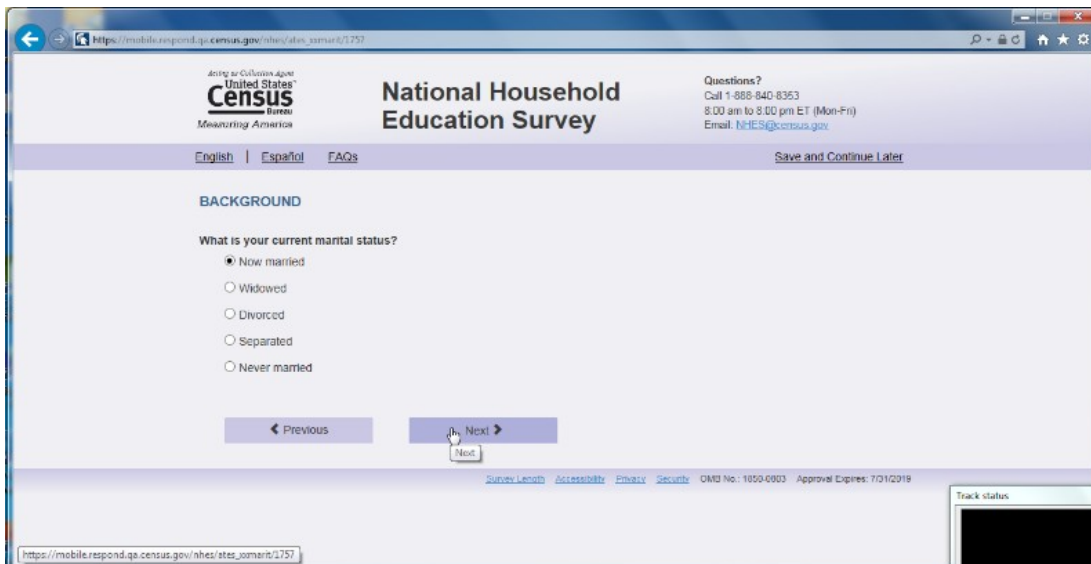 https://mobile.respond.qa.census.gov/nhes/ates_xxmarit/1757
United States®
Census
Bureau
Measuring America
National Household
Education Survey
Questions?
Call 1-888-840-8353
8:00 am to 8:00 pm ET (Mon-Fri)
Email: NHES@census.gov
English | Español FAQs
Save and Continue Later
BACKGROUND
What is your current marital status?
Now married
Widowed
Divorced
Separated
Never married
Previous
Next
Next
Survey Length Accessibility Privacy Security OMB No.: 1850-0803 Approval Expires: 7/31/2019
Track status
https://mobile.respond.qa.census.gov/nhes/ates_xxmarit/1757